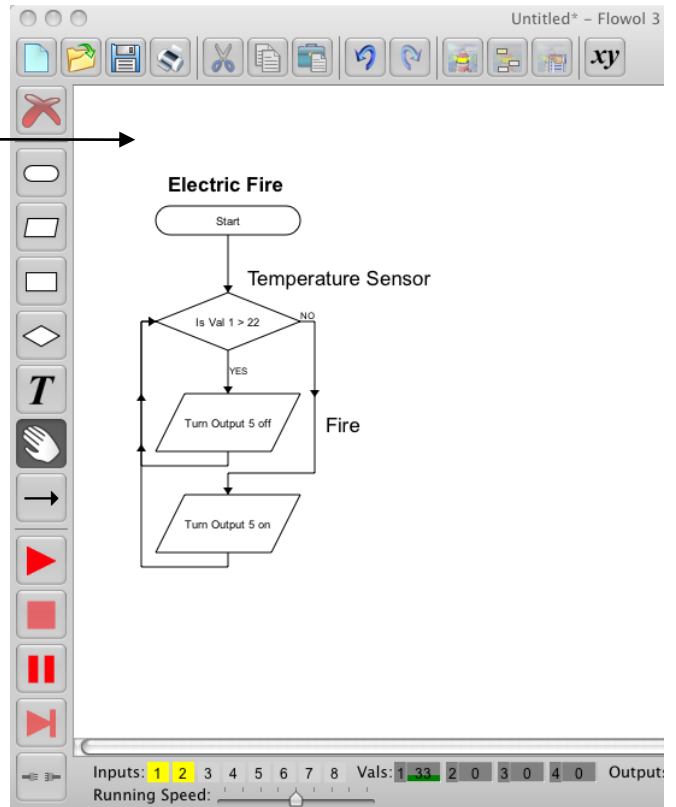 Untitled* – Flowol 3
xy
Electric Fire
Start
Temperature Sensor
Is Val 1 > 22
NO
YES
Turn Output 5 off
Fire
Turn Output 5 on
T
Inputs: 1 2 3 4 5 6 7 8 Vals: 1 33 2 0 3 0 4 0 Outputs
Running Speed: